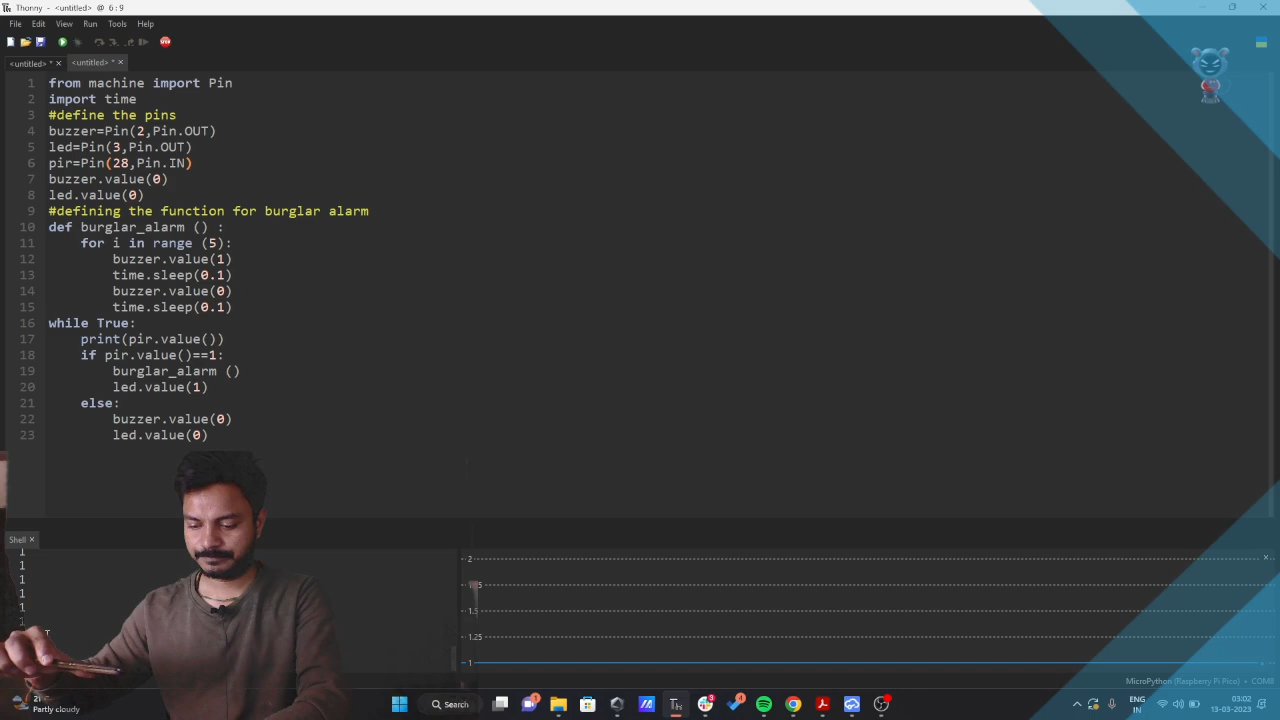 Thonny - <untitled> @ 6:9
File Edit View Run Tools Help
<untitled> * × <untitled> * ×
1 from machine import Pin
2 import time
3 #define the pins
4 buzzer=Pin(2,Pin.OUT)
5 led=Pin(3,Pin.OUT)
6 pir=Pin(28,Pin.IN)
7 buzzer.value(0)
8 led.value(0)
9 #defining the function for burglar alarm
10 def burglar_alarm () :
11 for i in range (5):
12 buzzer.value(1)
13 time.sleep(0.1)
14 buzzer.value(0)
15 time.sleep(0.1)
16 while True:
17 print(pir.value())
18 if pir.value()==1:
19 burglar_alarm ()
20 led.value(1)
21 else:
22 buzzer.value(0)
23 led.value(0)
Shell ×
1
1
1
1
1
1
2
1.5
1.25
1
MicroPython (Raspberry Pi Pico) • COM8
Partly cloudy
Search
1
3
4
ENG
IN
03:02
13-03-2023